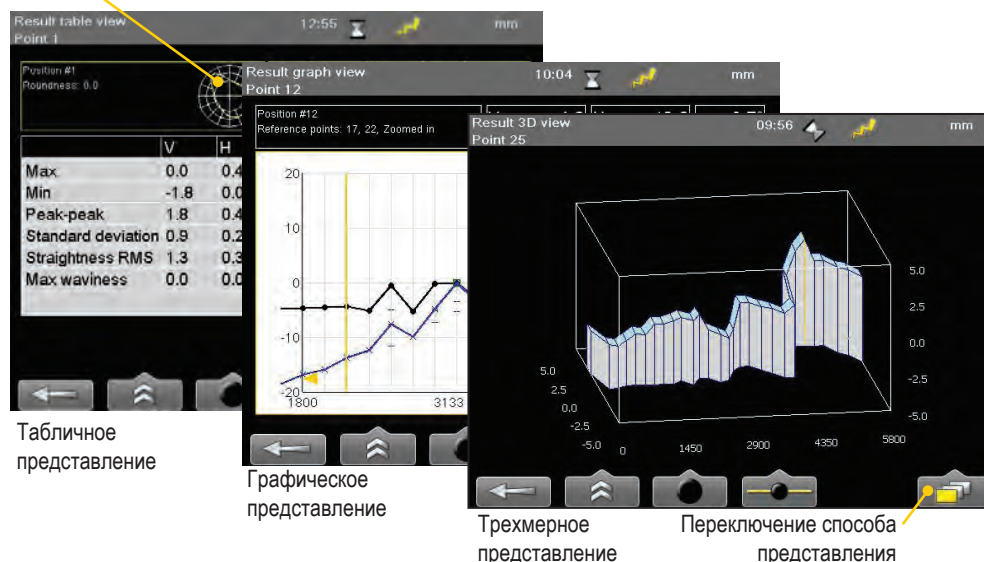 Result table view 12:55 mm
Point 1
Position #1
Roundness: 0.0
V H
Max 0.0 0.4
Min -1.8 0.0
Peak-peak 1.8 0.4
Standard deviation 0.9 0.2
Straightness RMS 1.3 0.3
Max waviness 0.0 0.0
Табличное
представление
Result graph view 10:04 mm
Point 12
Position #12
Reference points: 17, 22, Zoomed in
20
10
0
-10
-20
1800 3133
Графическое
представление
Result 3D view 09:56 mm
Point 25
5.0
2.5
0.0
-2.5
-5.0
5.0
2.5
0.0
-2.5
-5.0
0 1450 2900 4350 5800
Трехмерное
представление
Переключение способа
представления